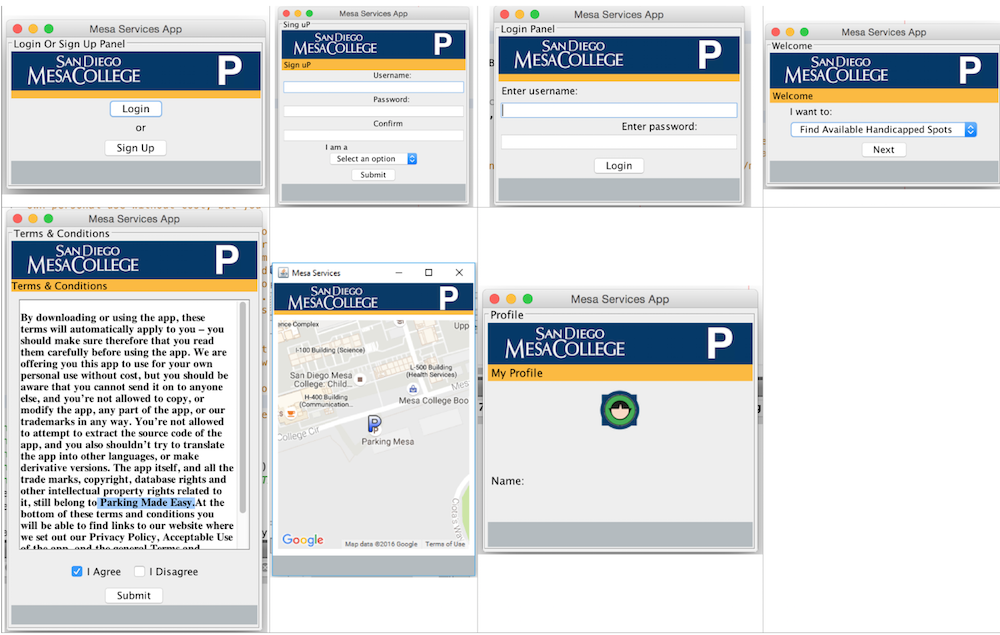 Mesa Services App
Login Or Sign Up Panel
SAN DIEGO
MESA COLLEGE
P
Login
or
Sign Up
Mesa Services App
Sing uP
SAN DIEGO
MESA COLLEGE
P
Sign uP
Username:
Password:
Confirm
I am a
Select an option
Submit
Mesa Services App
Login Panel
SAN DIEGO
MESA COLLEGE
P
Enter username:
Enter password:
Login
Mesa Services App
Welcome
SAN DIEGO
MESA COLLEGE
P
Welcome
I want to:
Find Available Handicapped Spots
Next
Mesa Services App
Terms & Conditions
SAN DIEGO
MESA COLLEGE
P
Terms & Conditions
By downloading or using the app, these
terms will automatically apply to you – you
should make sure therefore that you read
them carefully before using the app. We are
offering you this app to use for your own
personal use without cost, but you should be
aware that you cannot send it on to anyone
else, and you're not allowed to copy, or
modify the app, any part of the app, or our
trademarks in any way. You're not allowed
to attempt to extract the source code of the
app, and you also shouldn't try to translate
the app into other languages, or make
derivative versions. The app itself, and all the
trade marks, copyright, database rights and
other intellectual property rights related to
it, still belong to Parking Made Easy.At the
bottom of these terms and conditions you
will be able to find links to our website where
we set out our Privacy Policy, Acceptable Use
of the app, and the general Terms and
I Agree
I Disagree
Submit
Mesa Services
SAN DIEGO
MESA COLLEGE
P
ence Complex
Upp
I-100 Building (Science)
San Diego Mesa
College: Child...
L-500 Building
(Health Services)
Mes
H-400 Building
(Communication...
Mesa College Boo
College Cir
P
Parking Mesa
Google
Map data ©2016 Google
Terms of Use
Mesa Services App
Profile
SAN DIEGO
MESA COLLEGE
P
My Profile
Name: